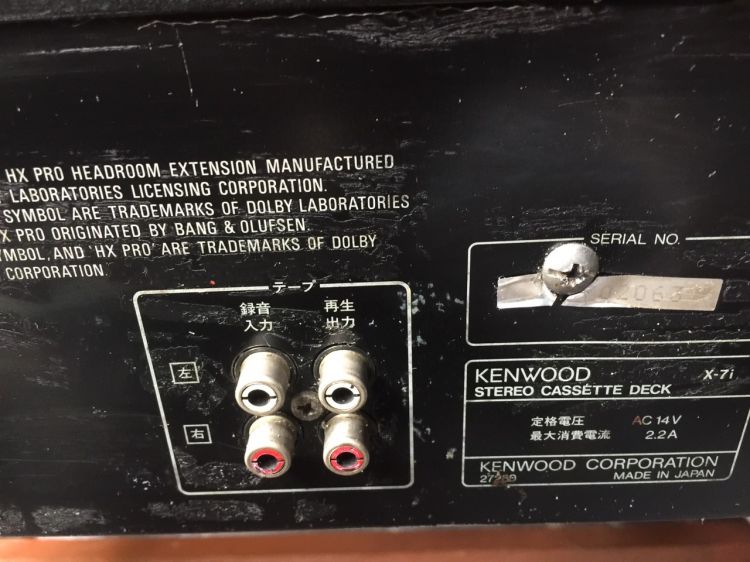 HX PRO HEADROOM EXTENSION MANUFACTURED
LABORATORIES LICENSING CORPORATION.
SYMBOL ARE TRADEMARKS OF DOLBY LABORATORIES
PRO ORIGINATED BY BANG & OLUFSEN.
AND 'HX PRO' ARE TRADEMARKS OF DOLBY
CORPORATION.
テープ
録音 再生
入力 出力
左
右
SERIAL NO.
KENWOOD X-7i
STEREO CASSETTE DECK
定格電圧 AC 14V
最大消費電流 2.2A
KENWOOD CORPORATION
MADE IN JAPAN